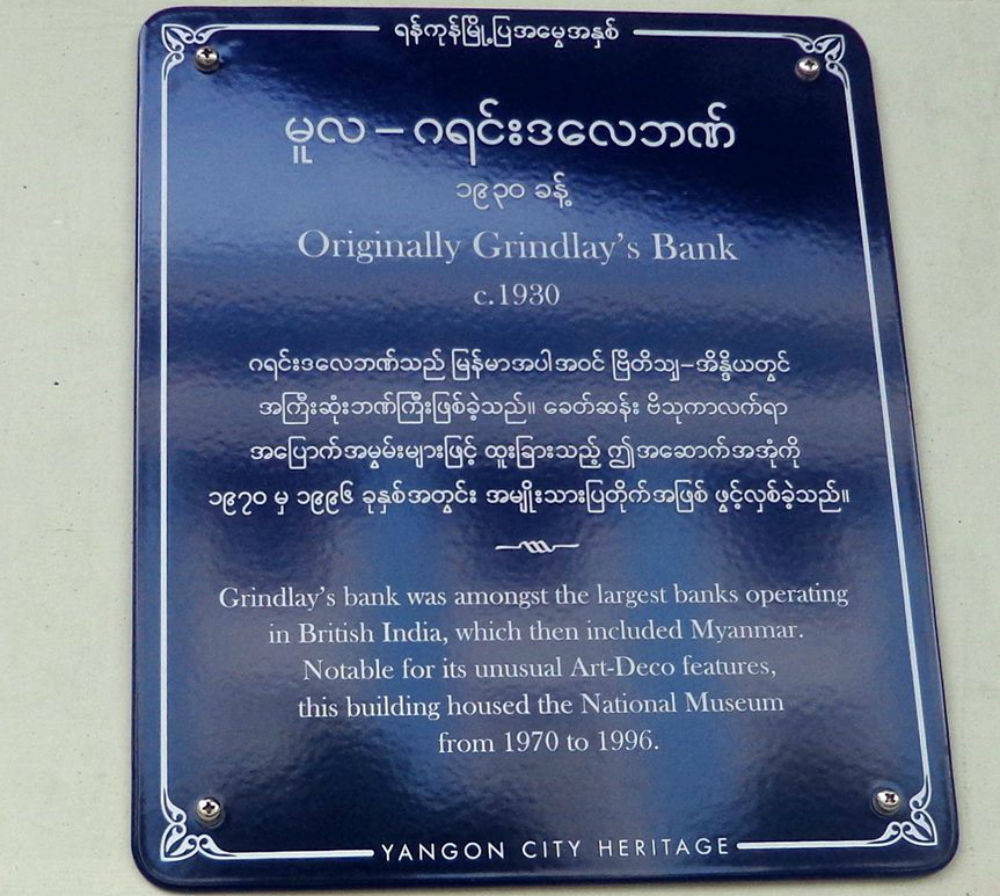 ရန်ကုန်မြို့ပြအမွေအနှစ်
မူလ – ဂရင်းဒလေဘဏ်
၁၉၃၀ ခန့်
Originally Grindlay's Bank
c.1930
ဂရင်းဒလေဘဏ်သည် မြန်မာအပါအဝင် ဗြိတိသျှ–အိန္ဒိယတွင်
အကြီးဆုံးဘဏ်ကြီးဖြစ်ခဲ့သည်။ ခေတ်ဆန်း ဗိသုကာလက်ရာ
အပြောက်အမွမ်းများဖြင့် ထူးခြားသည့် ဤအဆောက်အအုံကို
၁၉၇၀ မှ ၁၉၉၆ ခုနှစ်အတွင်း အမျိုးသားပြတိုက်အဖြစ် ဖွင့်လှစ်ခဲ့သည်။
Grindlay's bank was amongst the largest banks operating
in British India, which then included Myanmar.
Notable for its unusual Art-Deco features,
this building housed the National Museum
from 1970 to 1996.
YANGON CITY HERITAGE